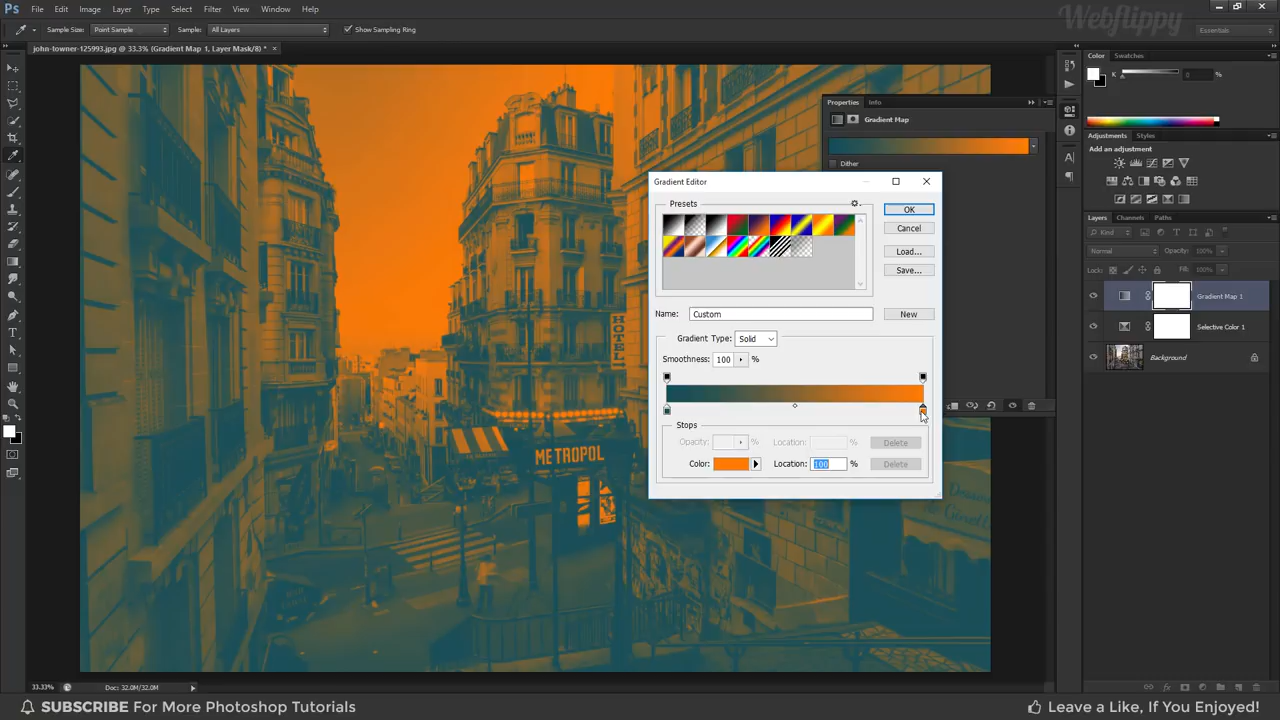 Ps File Edit Image Layer Type Select Filter 3D View Window Help
Webflippy
Sample Size: Point Sample Sample: All Layers Show Sampling Ring
Essentials
john-towner-125993.jpg @ 33.3% (Gradient Map 1, Layer Mask/8) * ×
Color Swatches
K 0 %
Properties Info
Gradient Map
Dither
Adjustments Styles
Add an adjustment
Gradient Editor
Presets
OK
Cancel
Load...
Save...
Name: Custom New
Gradient Type: Solid
Smoothness: 100 %
Stops
Opacity: % Location: % Delete
Color: Location: 100 % Delete
Layers Channels Paths
Kind
Normal Opacity: 100%
Lock: Fill: 100%
Gradient Map 1
Selective Color 1
Background
HOTEL
METROPOL
33.33% Doc: 32.0M/32.0M
SUBSCRIBE For More Photoshop Tutorials
Leave a Like, If You Enjoyed!